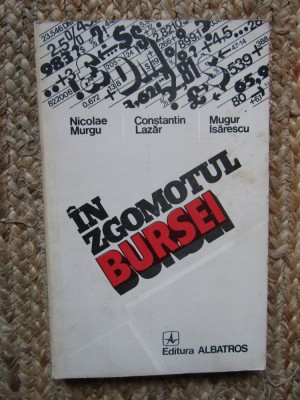 Nicolae Murgu
Constantin Lazăr
Mugur Isărescu
ÎN
ZGOMOTUL
BURSEI
Editura ALBATROS